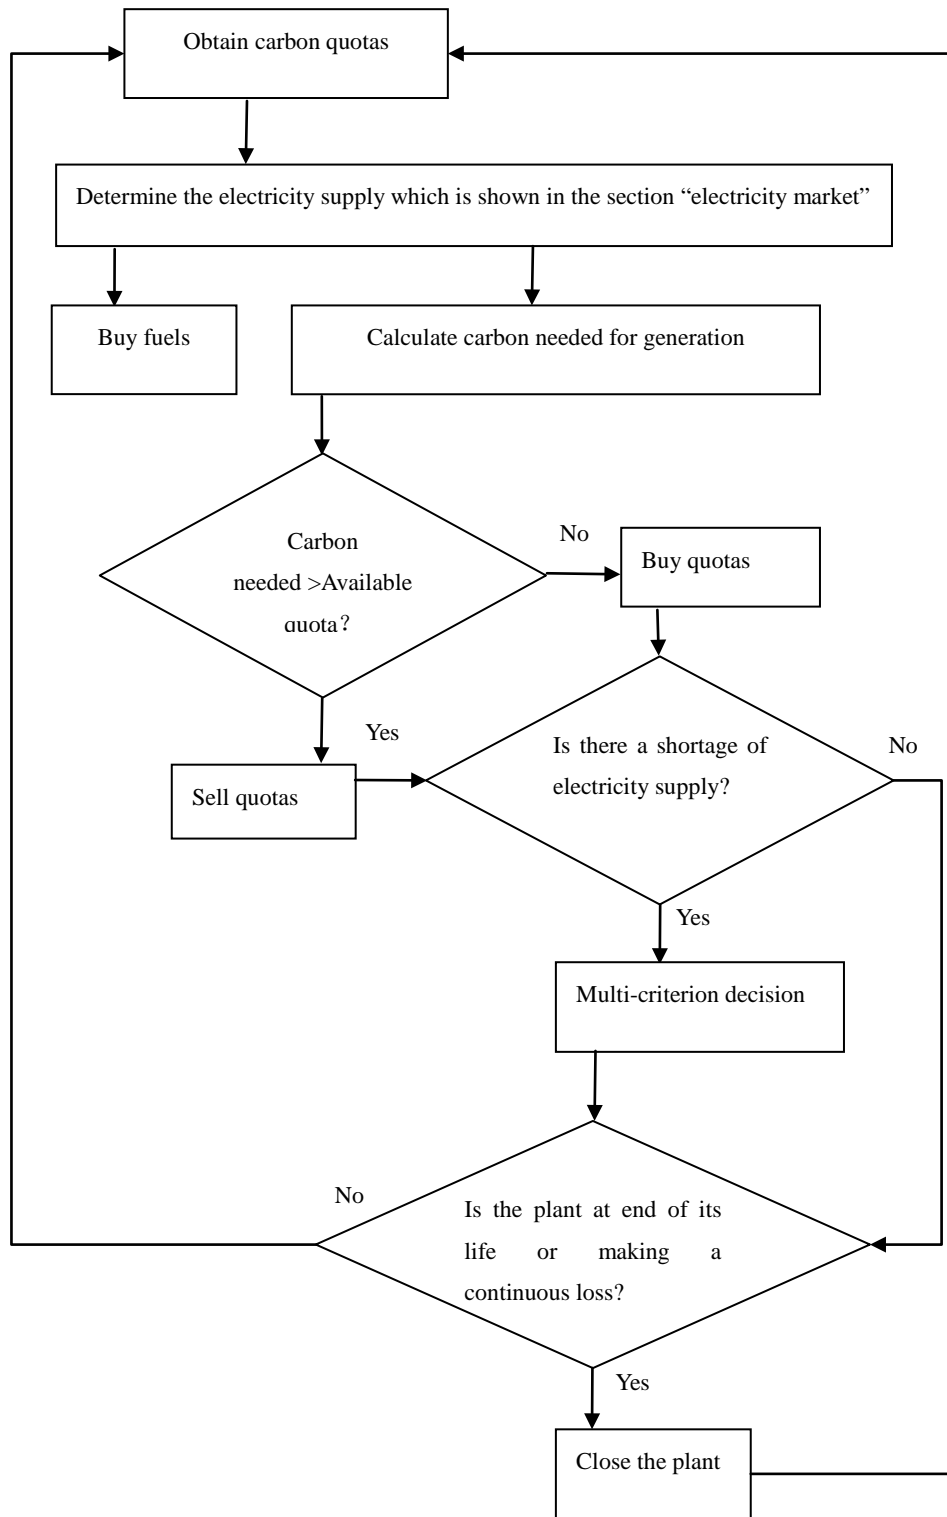 Obtain carbon quotas
Determine the electricity supply which is shown in the section “electricity market”
Buy fuels
Calculate carbon needed for generation
Carbon
needed >Available
quota?
No
Buy quotas
Yes
Sell quotas
Is there a shortage of
electricity supply?
No
Yes
Multi-criterion decision
No
Is the plant at end of its
life or making a
continuous loss?
Yes
Close the plant